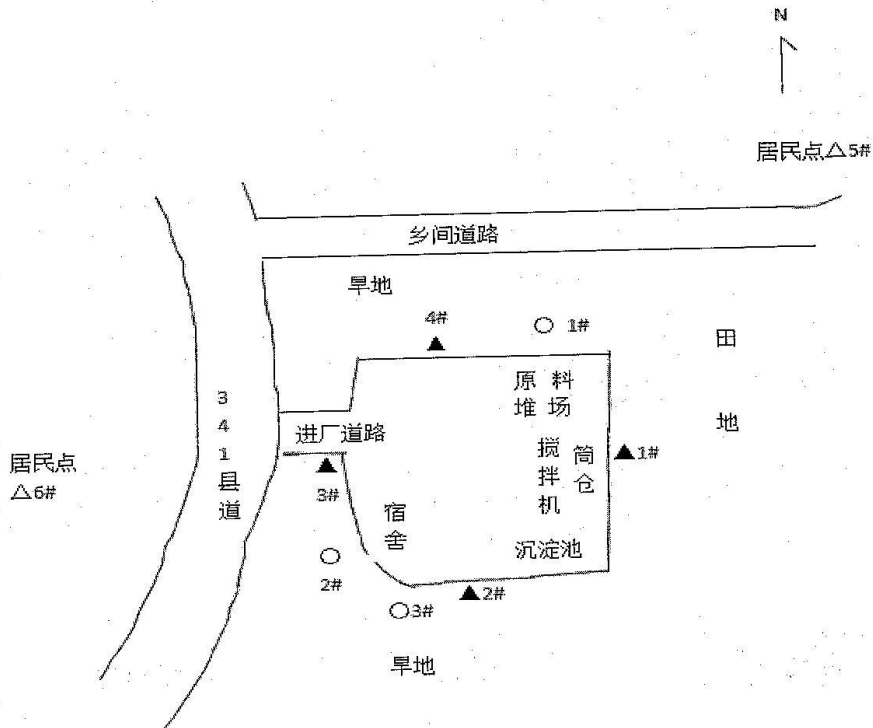 N
居民点△5#
乡间道路
旱地
4#
▲
○ 1#
田地
原料
堆场
341县道
进厂道路
搅拌机
筒仓
▲1#
居民点
△6#
▲
3#
宿舍
沉淀池
○
2#
▲2#
○3#
旱地